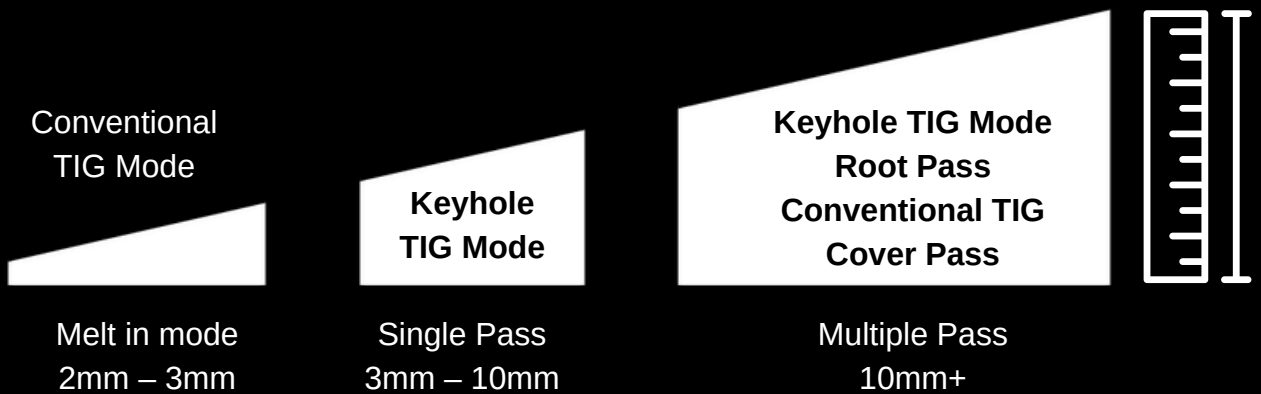 Conventional
TIG Mode
Melt in mode
2mm – 3mm
Keyhole
TIG Mode
Single Pass
3mm – 10mm
Keyhole TIG Mode
Root Pass
Conventional TIG
Cover Pass
Multiple Pass
10mm+